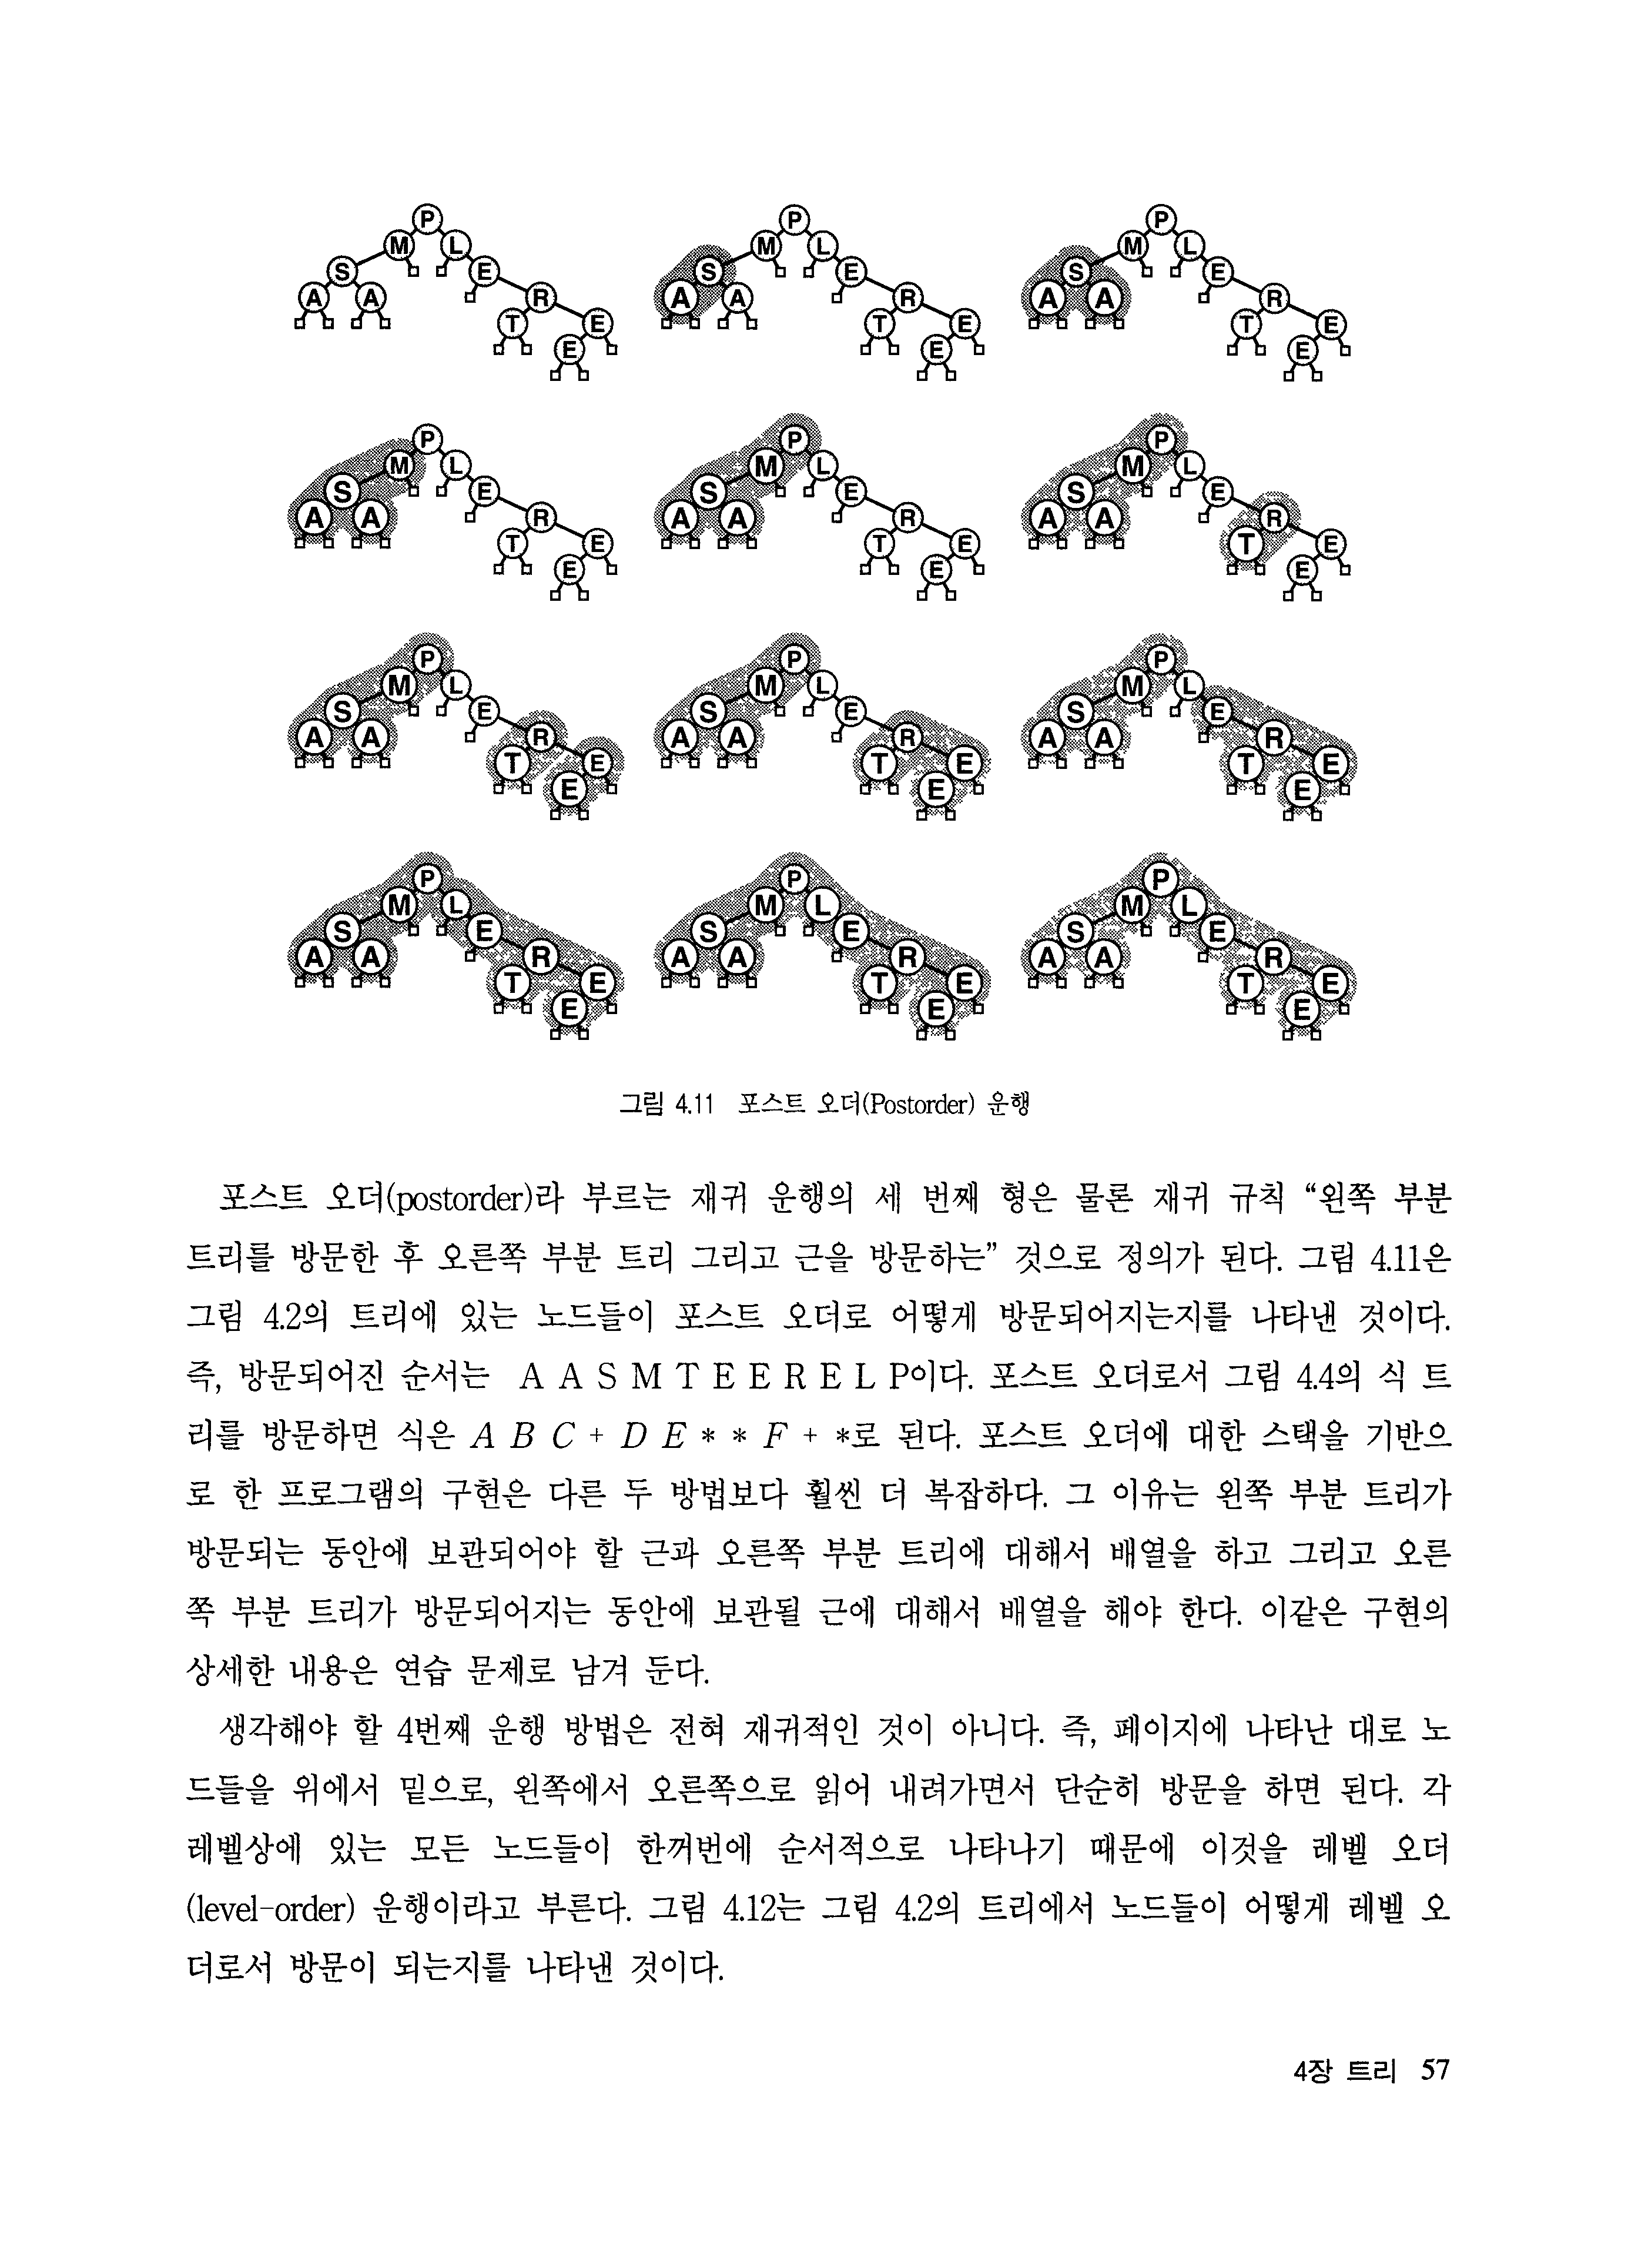 P P P
M L M L M L
S E S E S E
A A R A A R A A R
T E T E T E
E E E
P P P
M L M L M L
S E S E S E
A A R A A R A A R
T E T E T E
E E E
P P P
M L M L M L
S E S E S E
A A R A A R A A R
T E T E T E
E E E
P P P
M L M L M L
S E S E S E
A A R A A R A A R
T E T E T E
E E E
그림 4.11 포스트 오더(Postorder) 운행
포스트 오더(postorder)라 부르는 재귀 운행의 세 번째 형은 물론 재귀 규칙 “왼쪽 부분
트리를 방문한 후 오른쪽 부분 트리 그리고 근을 방문하는” 것으로 정의가 된다. 그림 4.11은
그림 4.2의 트리에 있는 노드들이 포스트 오더로 어떻게 방문되어지는지를 나타낸 것이다.
즉, 방문되어진 순서는 A A S M T E E R E L P이다. 포스트 오더로서 그림 4.4의 식 트
리를 방문하면 식은 A B C + D E * * F + *로 된다. 포스트 오더에 대한 스택을 기반으
로 한 프로그램의 구현은 다른 두 방법보다 훨씬 더 복잡하다. 그 이유는 왼쪽 부분 트리가
방문되는 동안에 보관되어야 할 근과 오른쪽 부분 트리에 대해서 배열을 하고 그리고 오른
쪽 부분 트리가 방문되어지는 동안에 보관될 근에 대해서 배열을 해야 한다. 이같은 구현의
상세한 내용은 연습 문제로 남겨 둔다.
생각해야 할 4번째 운행 방법은 전혀 재귀적인 것이 아니다. 즉, 페이지에 나타난 대로 노
드들을 위에서 밑으로, 왼쪽에서 오른쪽으로 읽어 내려가면서 단순히 방문을 하면 된다. 각
레벨상에 있는 모든 노드들이 한꺼번에 순서적으로 나타나기 때문에 이것을 레벨 오더
(level-order) 운행이라고 부른다. 그림 4.12는 그림 4.2의 트리에서 노드들이 어떻게 레벨 오
더로서 방문이 되는지를 나타낸 것이다.
4장 트리 57